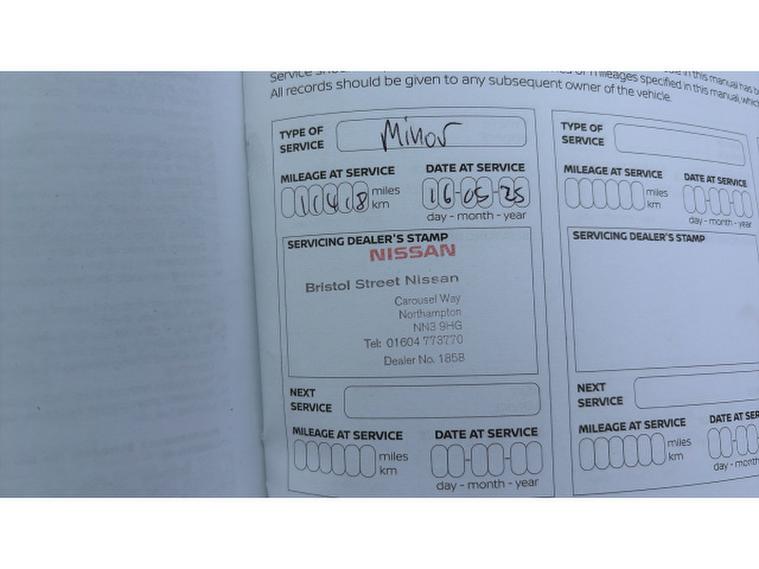 All records should be given to any subsequent owner of the vehicle.
TYPE OF SERVICE Minor
MILEAGE AT SERVICE DATE AT SERVICE
11418 miles km 16-05-25
day - month - year
SERVICING DEALER'S STAMP
NISSAN
Bristol Street Nissan
Carousel Way
Northampton
NN3 9HG
Tel: 01604 773770
Dealer No. 1858
NEXT SERVICE
MILEAGE AT SERVICE DATE AT SERVICE
miles km
day - month - year
TYPE OF SERVICE
MILEAGE AT SERVICE DATE AT SERVICE
miles km
day - month - year
SERVICING DEALER'S STAMP
NEXT SERVICE
MILEAGE AT SERVICE DATE AT SER
miles km
day - month